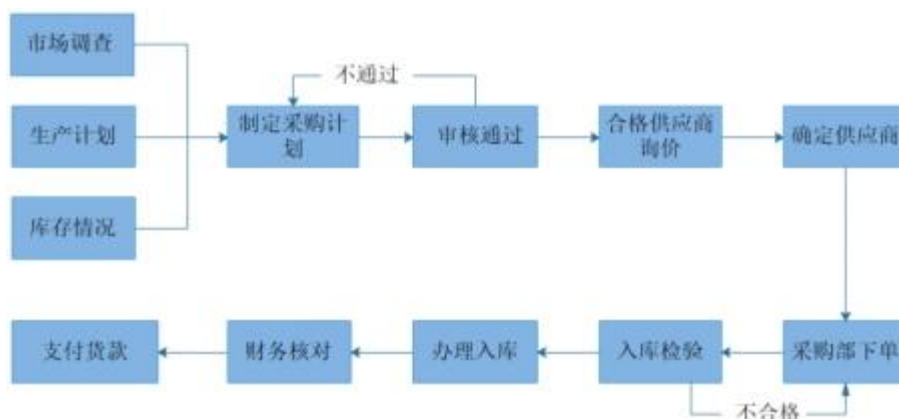 市场调查
不通过
生产计划
制定采购计
划
审核通过
合格供应商
询价
确定供应商
库存情况
支付货款
财务核对
办理入库
入库检验
采购部下单
不合格